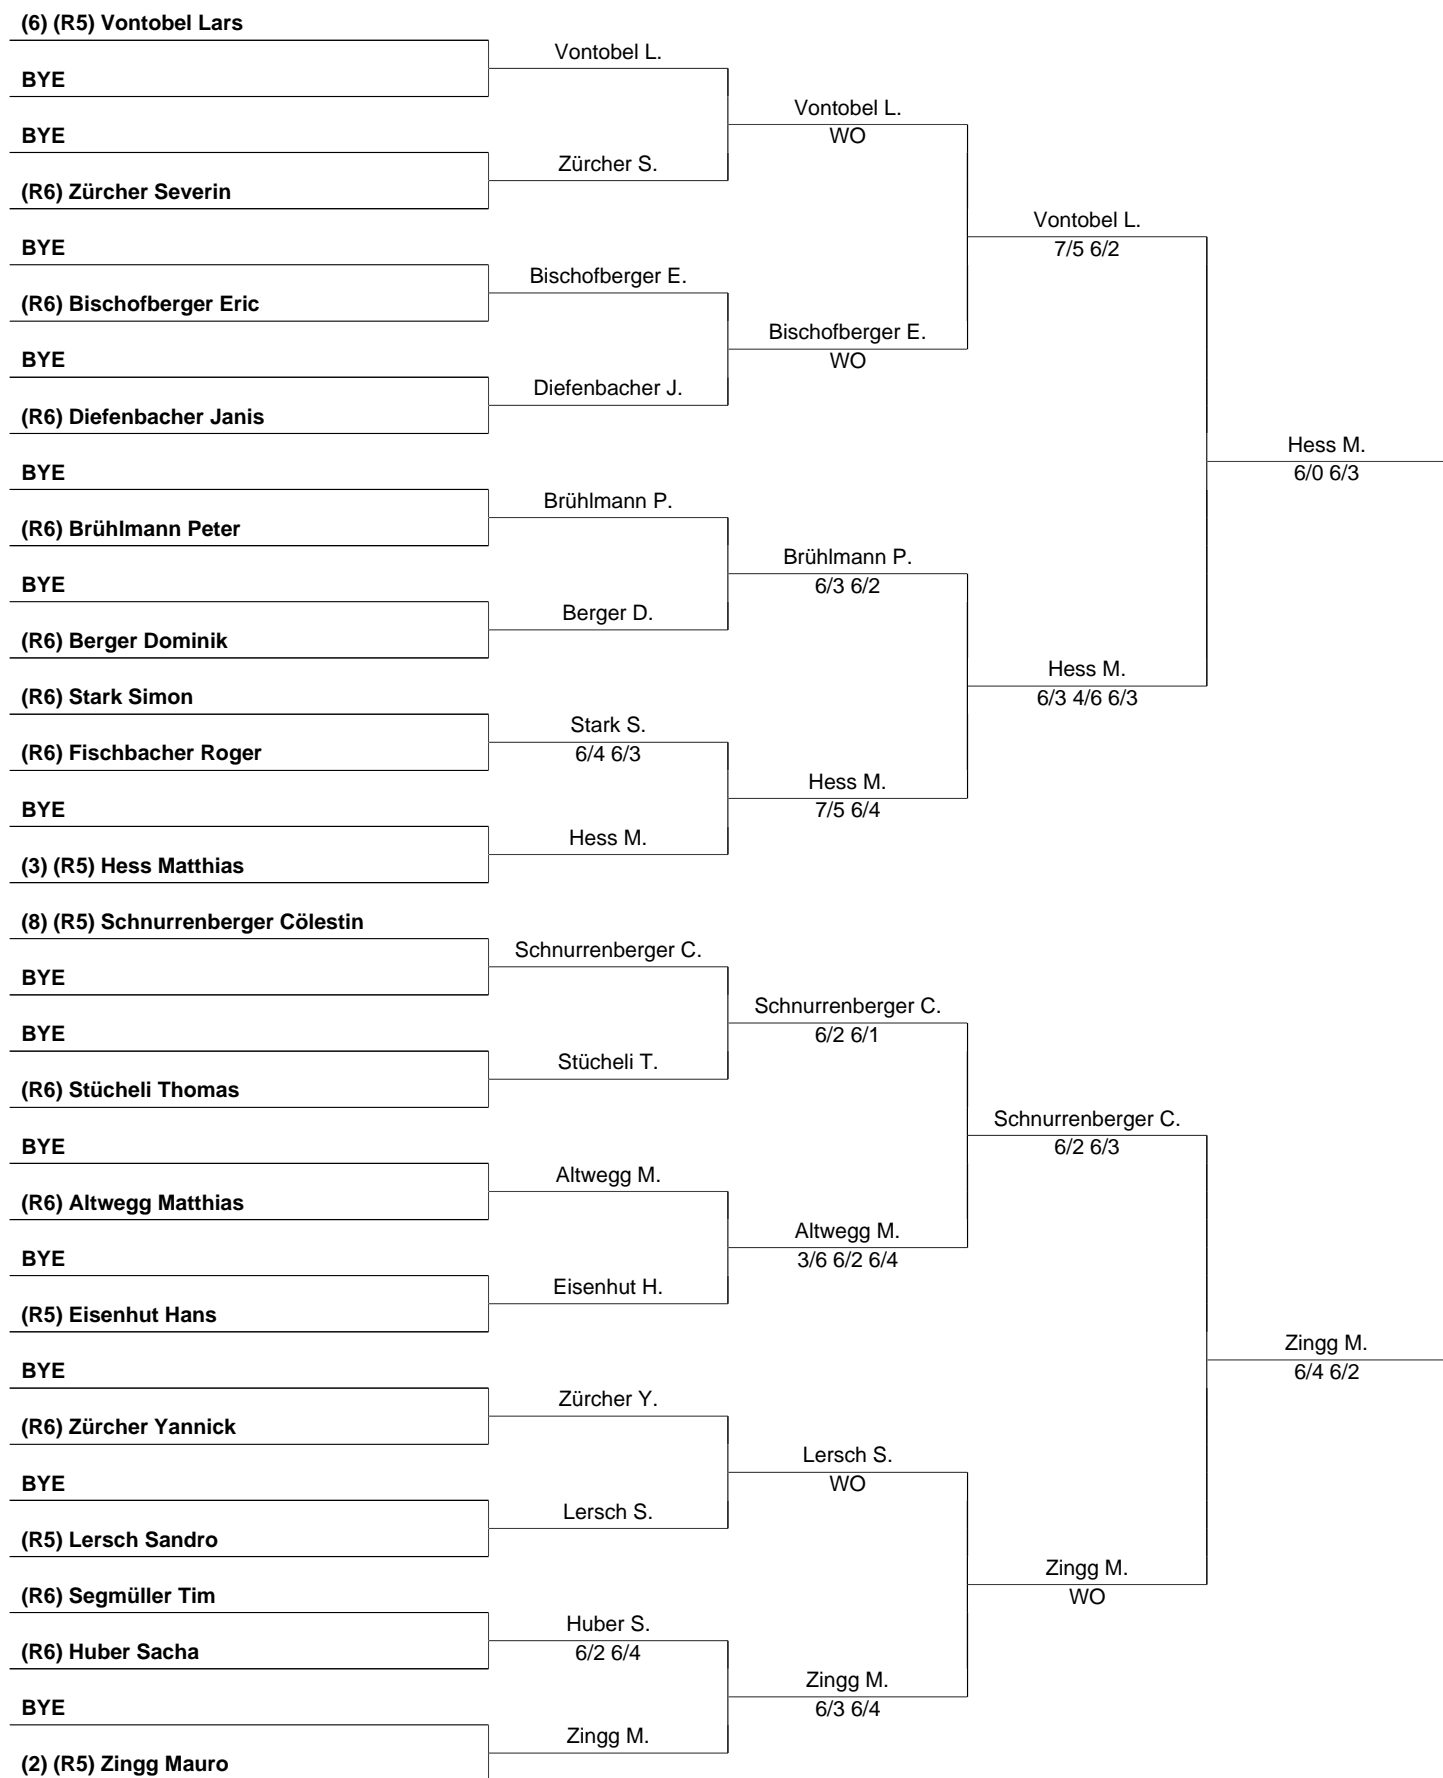 (6) (R5) Vontobel Lars
Vontobel L.
BYE
Vontobel L.
BYE
WO
Zürcher S.
(R6) Zürcher Severin
Vontobel L.
BYE
7/5 6/2
Bischofberger E.
(R6) Bischofberger Eric
Bischofberger E.
BYE
WO
Diefenbacher J.
(R6) Diefenbacher Janis
Hess M.
BYE
6/0 6/3
Brühlmann P.
(R6) Brühlmann Peter
Brühlmann P.
BYE
6/3 6/2
Berger D.
(R6) Berger Dominik
Hess M.
(R6) Stark Simon
6/3 4/6 6/3
Stark S.
(R6) Fischbacher Roger
6/4 6/3
Hess M.
BYE
7/5 6/4
Hess M.
(3) (R5) Hess Matthias
(8) (R5) Schnurrenberger Cölestin
Schnurrenberger C.
BYE
Schnurrenberger C.
BYE
6/2 6/1
Stücheli T.
(R6) Stücheli Thomas
Schnurrenberger C.
BYE
6/2 6/3
Altwegg M.
(R6) Altwegg Matthias
Altwegg M.
BYE
3/6 6/2 6/4
Eisenhut H.
(R5) Eisenhut Hans
Zingg M.
BYE
6/4 6/2
Zürcher Y.
(R6) Zürcher Yannick
Lersch S.
BYE
WO
Lersch S.
(R5) Lersch Sandro
Zingg M.
(R6) Segmüller Tim
WO
Huber S.
(R6) Huber Sacha
6/2 6/4
Zingg M.
BYE
6/3 6/4
Zingg M.
(2) (R5) Zingg Mauro